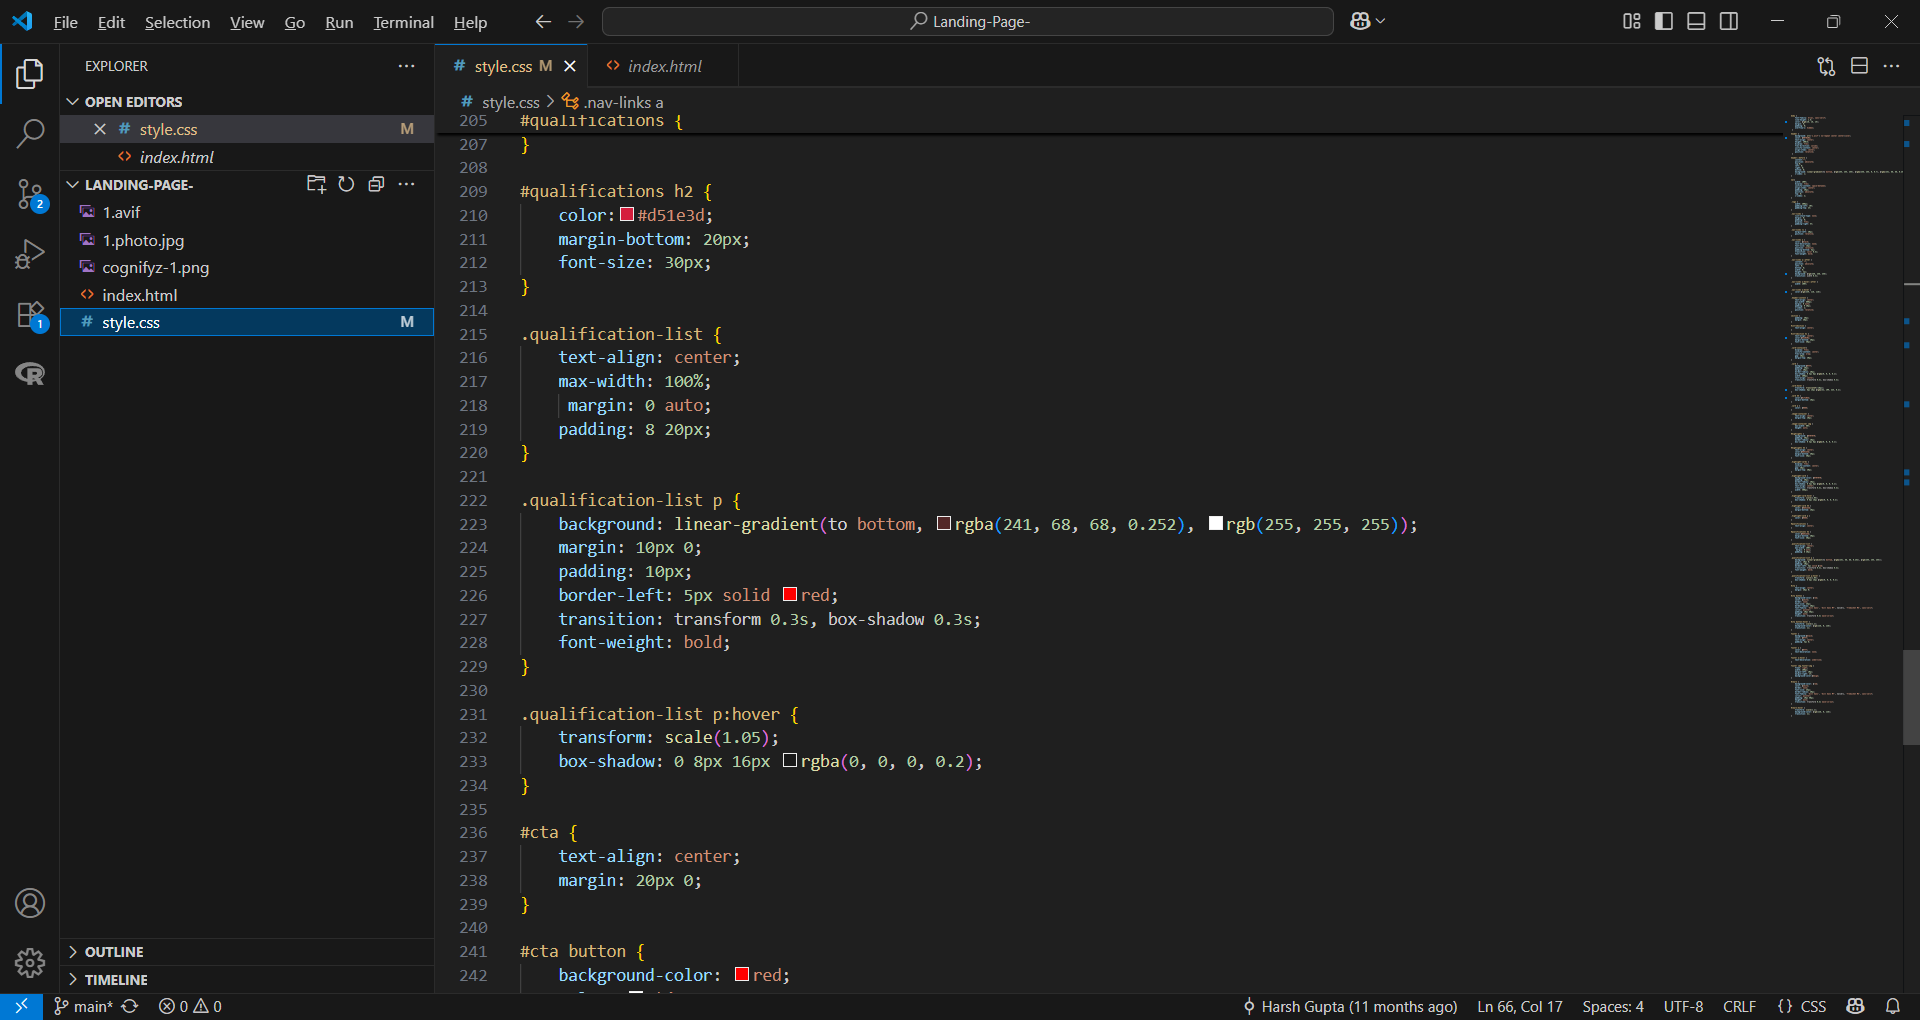 File Edit Selection View Go Run Terminal Help
Landing-Page-
EXPLORER
OPEN EDITORS
# style.css M
<> index.html
LANDING-PAGE-
1.avif
1.photo.jpg
cognifyz-1.png
<> index.html
# style.css M
OUTLINE
TIMELINE
2
1
# style.css M
<> index.html
# style.css > .nav-links a
205 #qualifications {
207 }
208
209 #qualifications h2 {
210 color: #d51e3d;
211 margin-bottom: 20px;
212 font-size: 30px;
213 }
214
215 .qualification-list {
216 text-align: center;
217 max-width: 100%;
218 margin: 0 auto;
219 padding: 8 20px;
220 }
221
222 .qualification-list p {
223 background: linear-gradient(to bottom, rgba(241, 68, 68, 0.252), rgb(255, 255, 255));
224 margin: 10px 0;
225 padding: 10px;
226 border-left: 5px solid red;
227 transition: transform 0.3s, box-shadow 0.3s;
228 font-weight: bold;
229 }
230
231 .qualification-list p:hover {
232 transform: scale(1.05);
233 box-shadow: 0 8px 16px rgba(0, 0, 0, 0.2);
234 }
235
236 #cta {
237 text-align: center;
238 margin: 20px 0;
239 }
240
241 #cta button {
242 background-color: red;
main* 0 0 Harsh Gupta (11 months ago) Ln 66, Col 17 Spaces: 4 UTF-8 CRLF {} CSS